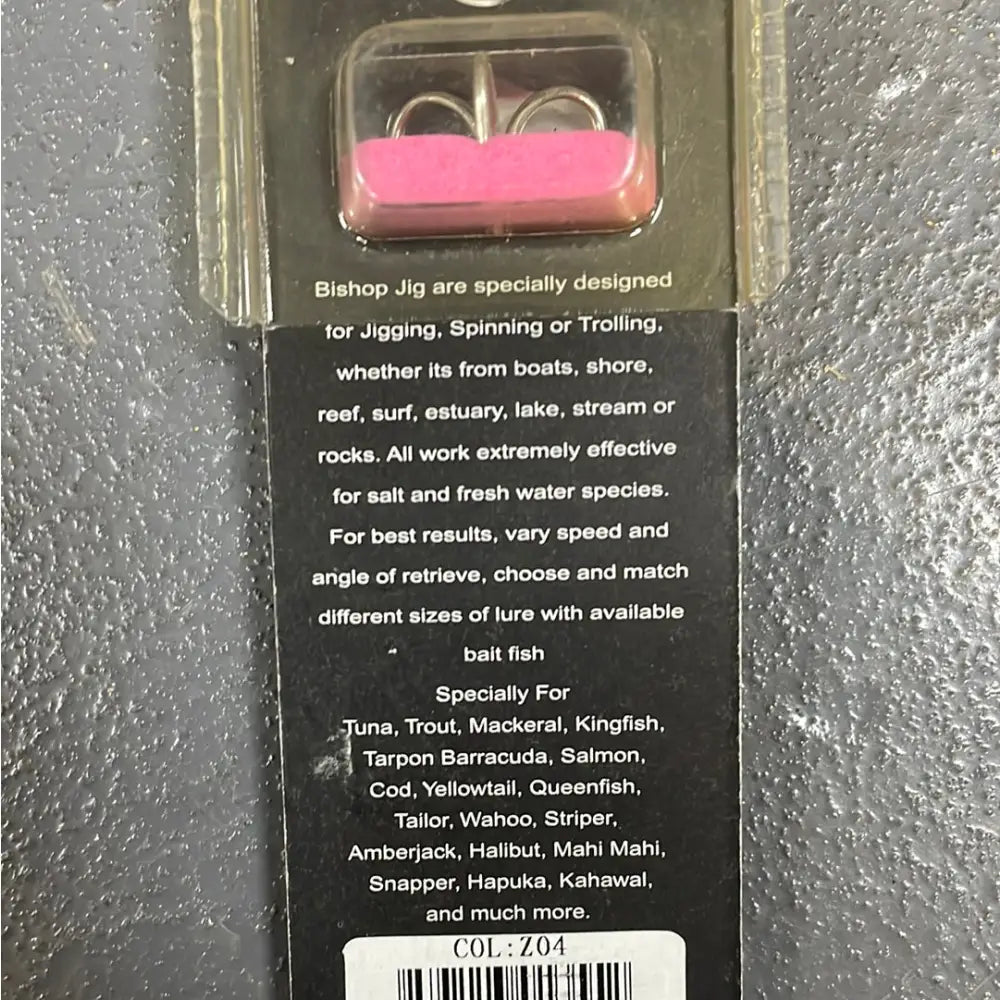 Bishop Jig are specially designed
for Jigging, Spinning or Trolling,
whether its from boats, shore,
reef, surf, estuary, lake, stream or
rocks. All work extremely effective
for salt and fresh water species.
For best results, vary speed and
angle of retrieve, choose and match
different sizes of lure with available
bait fish
Specially For
Tuna, Trout, Mackeral, Kingfish,
Tarpon Barracuda, Salmon,
Cod, Yellowtail, Queenfish,
Tailor, Wahoo, Striper,
Amberjack, Halibut, Mahi Mahi,
Snapper, Hapuka, Kahawal,
and much more.
COL:Z04